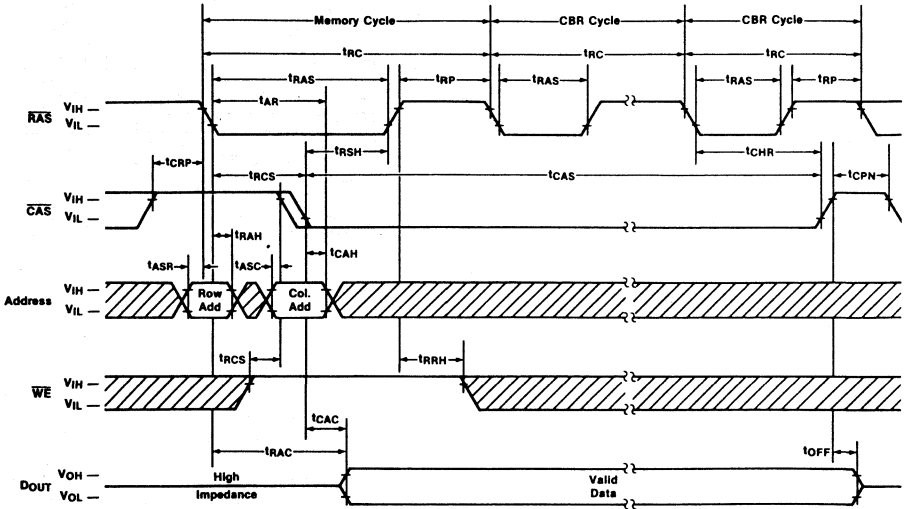 Memory Cycle CBR Cycle CBR Cycle
tRC tRC tRC
tRAS tRP tRAS tRAS tRP
tAR
RAS VIH
VIL
tRSH tCHR
tCRP tRCS tCAS tCPN
CAS VIH
VIL
tRAH
tCAH
tASR tASC
Address VIH
VIL
Row Add
Col. Add
tRCS tRRH
WE VIH
VIL
tCAC
tRAC tOFF
DOUT VOH
VOL
High Impedance
Valid Data